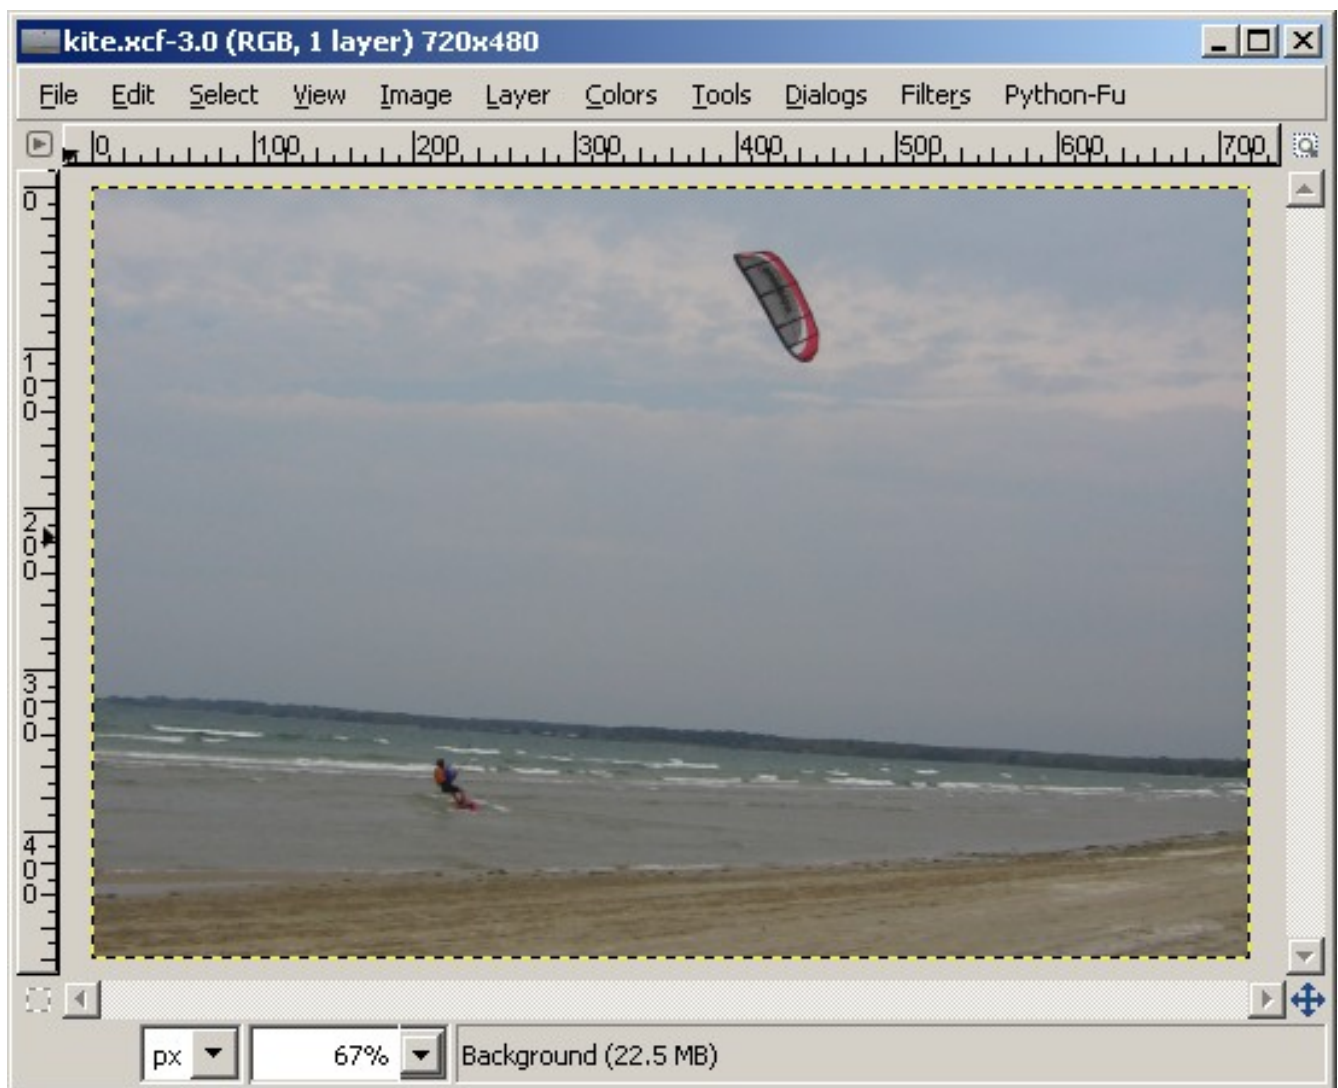 kite.xcf-3.0 (RGB, 1 layer) 720x480
File Edit Select View Image Layer Colors Tools Dialogs Filters Python-Fu
0 100 200 300 400 500 600 700
0
100
200
300
400
px 67% Background (22.5 MB)